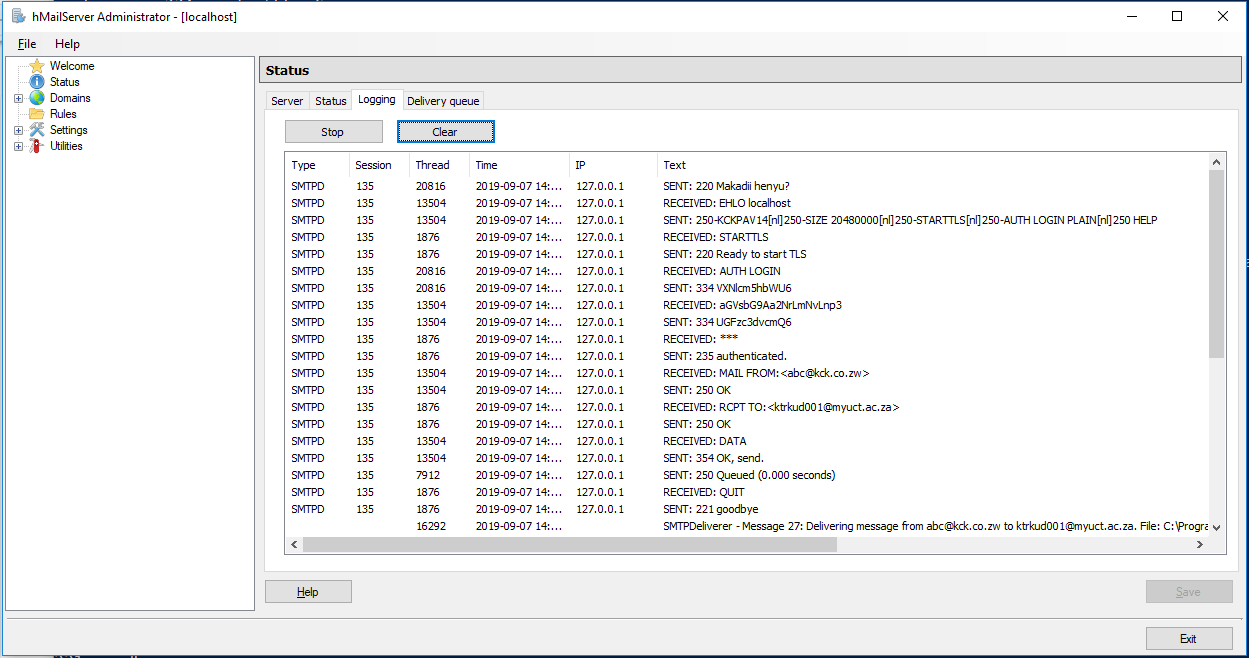 hMailServer Administrator - [localhost]
File Help
Welcome
Status
Domains
Rules
Settings
Utilities
Status
Server Status Logging Delivery queue
Stop Clear
Type Session Thread Time IP Text
SMTPD 135 20816 2019-09-07 14:... 127.0.0.1 SENT: 220 Makadii henyu?
SMTPD 135 13504 2019-09-07 14:... 127.0.0.1 RECEIVED: EHLO localhost
SMTPD 135 13504 2019-09-07 14:... 127.0.0.1 SENT: 250-KCKPAV14[nl]250-SIZE 20480000[nl]250-STARTTLS[nl]250-AUTH LOGIN PLAIN[nl]250 HELP
SMTPD 135 1876 2019-09-07 14:... 127.0.0.1 RECEIVED: STARTTLS
SMTPD 135 1876 2019-09-07 14:... 127.0.0.1 SENT: 220 Ready to start TLS
SMTPD 135 20816 2019-09-07 14:... 127.0.0.1 RECEIVED: AUTH LOGIN
SMTPD 135 20816 2019-09-07 14:... 127.0.0.1 SENT: 334 VXNlcm5hbWU6
SMTPD 135 13504 2019-09-07 14:... 127.0.0.1 RECEIVED: aGVsbG9Aa2NrLmNvLnp3
SMTPD 135 13504 2019-09-07 14:... 127.0.0.1 SENT: 334 UGFzc3dvcmQ6
SMTPD 135 1876 2019-09-07 14:... 127.0.0.1 RECEIVED: ***
SMTPD 135 1876 2019-09-07 14:... 127.0.0.1 SENT: 235 authenticated.
SMTPD 135 13504 2019-09-07 14:... 127.0.0.1 RECEIVED: MAIL FROM:<abc@kck.co.zw>
SMTPD 135 13504 2019-09-07 14:... 127.0.0.1 SENT: 250 OK
SMTPD 135 1876 2019-09-07 14:... 127.0.0.1 RECEIVED: RCPT TO:<ktrkud001@myuct.ac.za>
SMTPD 135 1876 2019-09-07 14:... 127.0.0.1 SENT: 250 OK
SMTPD 135 13504 2019-09-07 14:... 127.0.0.1 RECEIVED: DATA
SMTPD 135 13504 2019-09-07 14:... 127.0.0.1 SENT: 354 OK, send.
SMTPD 135 7912 2019-09-07 14:... 127.0.0.1 SENT: 250 Queued (0.000 seconds)
SMTPD 135 1876 2019-09-07 14:... 127.0.0.1 RECEIVED: QUIT
SMTPD 135 1876 2019-09-07 14:... 127.0.0.1 SENT: 221 goodbye
16292 2019-09-07 14:... SMTPDeliverer - Message 27: Delivering message from abc@kck.co.zw to ktrkud001@myuct.ac.za. File: C:\Progra
Help Save
Exit